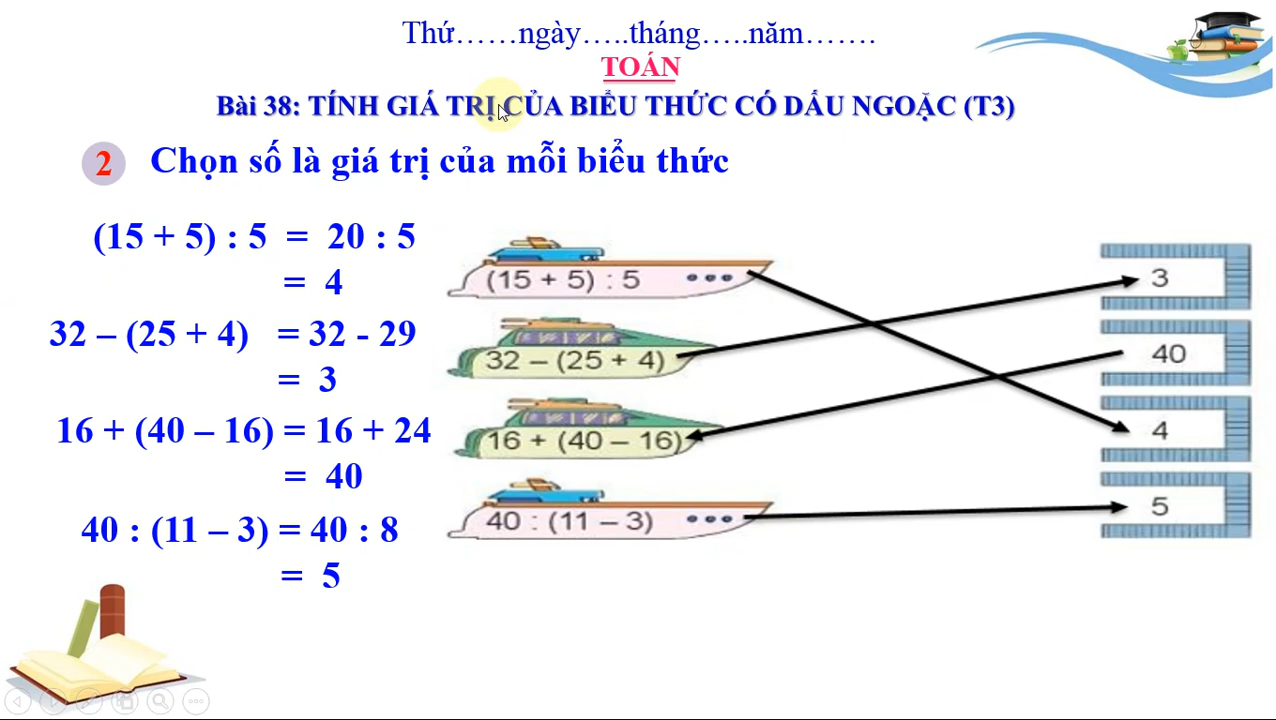 Thứ……ngày…..tháng…..năm…….
TOÁN
Bài 38: TÍNH GIÁ TRỊ CỦA BIỂU THỨC CÓ DẤU NGOẶC (T3)
2 Chọn số là giá trị của mỗi biểu thức
(15 + 5) : 5 = 20 : 5
= 4
32 – (25 + 4) = 32 - 29
= 3
16 + (40 – 16) = 16 + 24
= 40
40 : (11 – 3) = 40 : 8
= 5
(15 + 5) : 5
32 – (25 + 4)
16 + (40 – 16)
40 : (11 – 3)
3
40
4
5